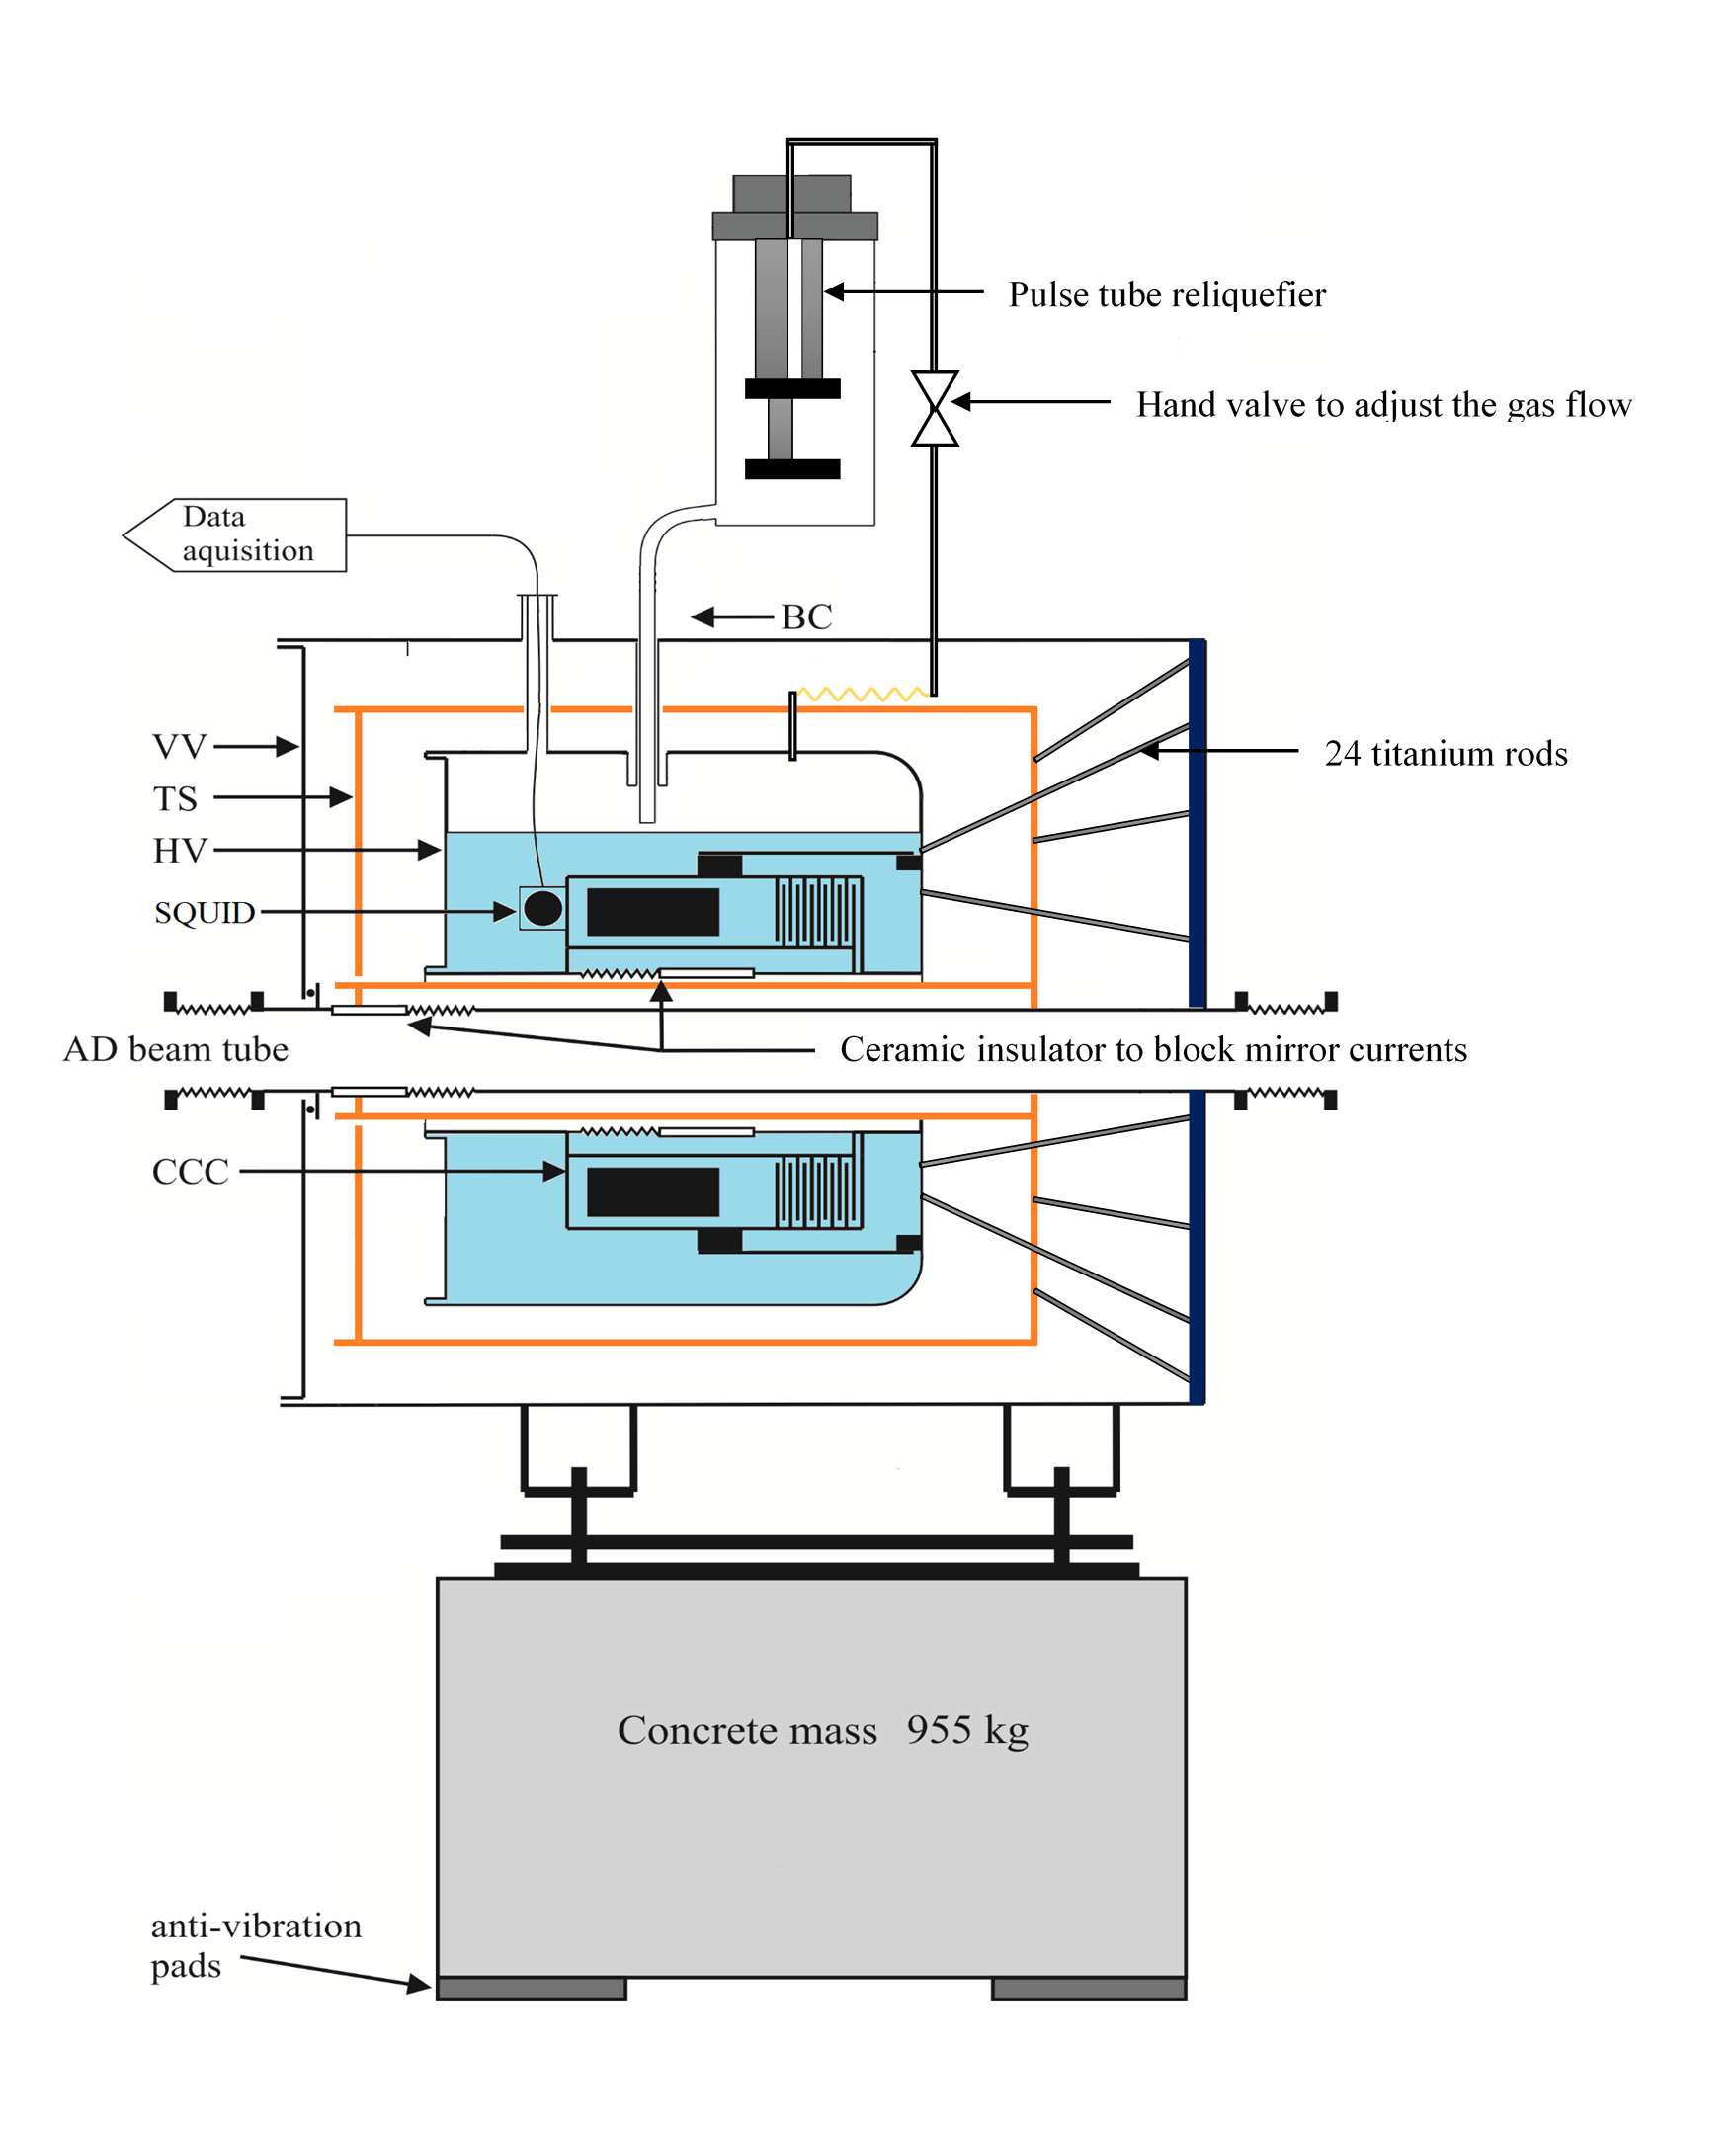 Pulse tube reliquefier
Hand valve to adjust the gas flow
Data
aquisition
BC
VV
24 titanium rods
TS
HV
SQUID
AD beam tube
Ceramic insulator to block mirror currents
CCC
Concrete mass 955 kg
anti-vibration
pads